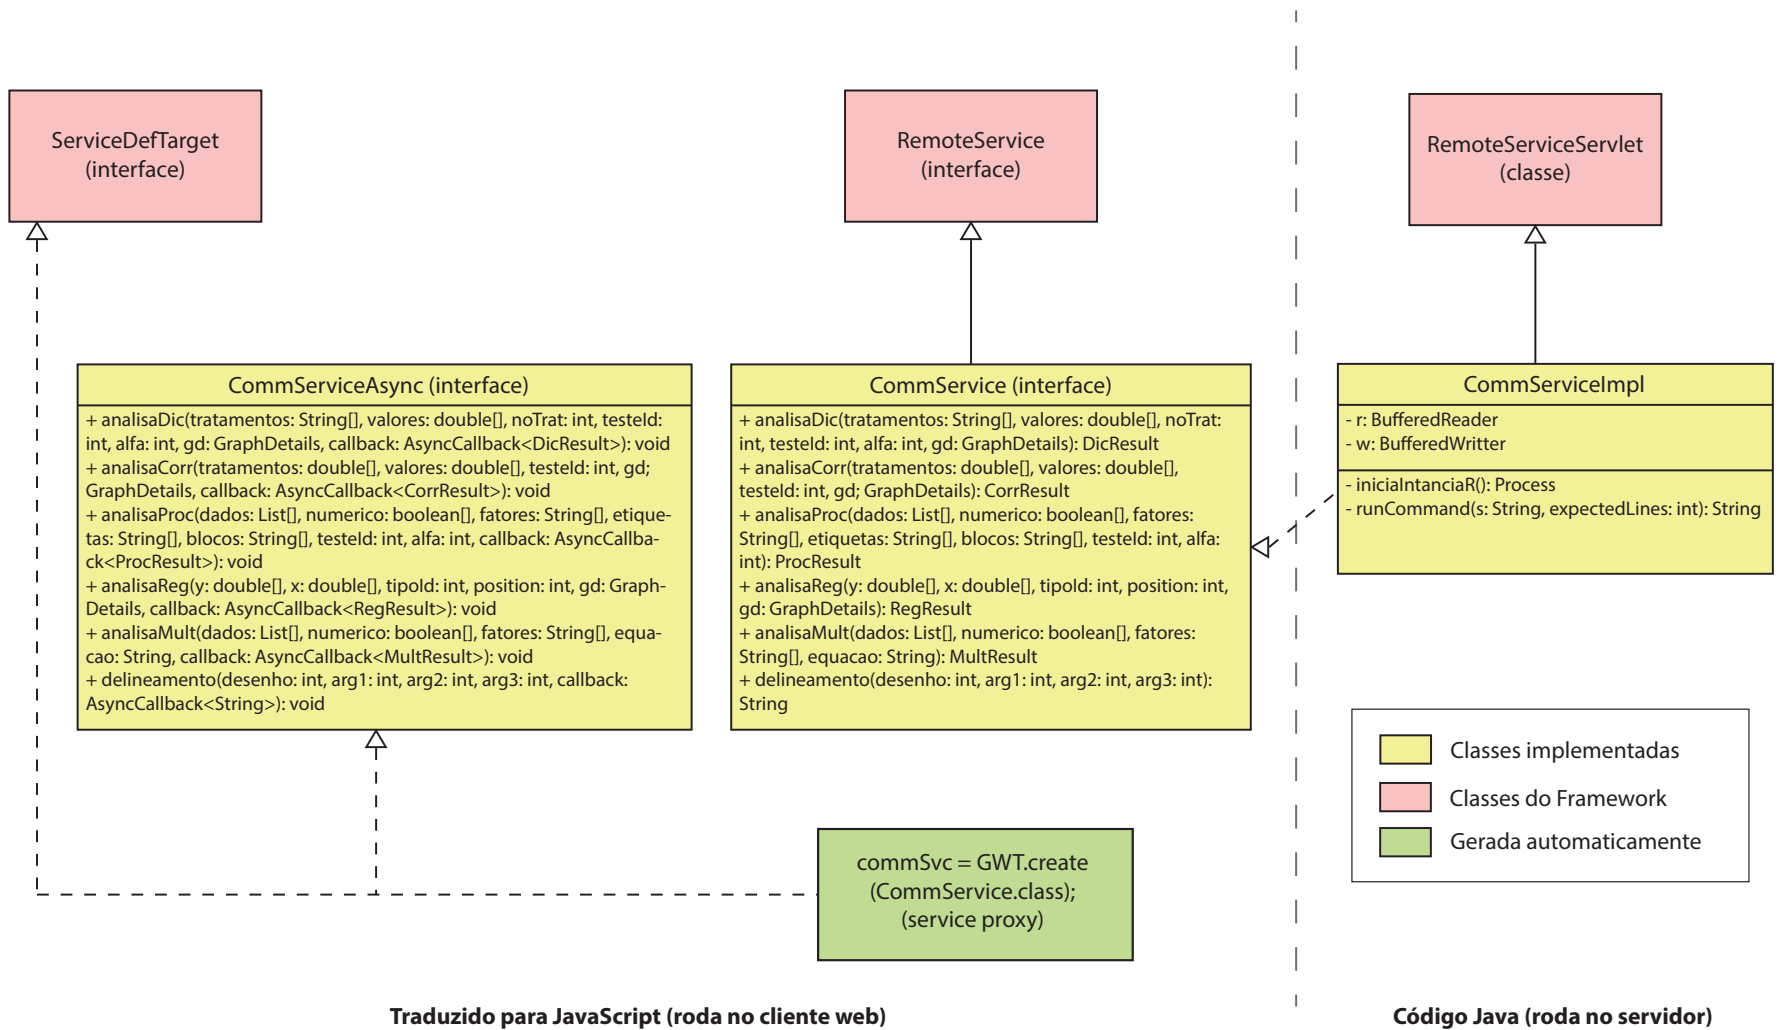 ServiceDefTarget
(interface)
RemoteService
(interface)
RemoteServiceServlet
(classe)
CommServiceAsync (interface)
+ analisaDic(tratamentos: String[], valores: double[], noTrat: int, testeId:
int, alfa: int, gd: GraphDetails, callback: AsyncCallback<DicResult>): void
+ analisaCorr(tratamentos: double[], valores: double[], testeId: int, gd;
GraphDetails, callback: AsyncCallback<CorrResult>): void
+ analisaProc(dados: List[], numerico: boolean[], fatores: String[], etique-
tas: String[], blocos: String[], testeId: int, alfa: int, callback: AsyncCallba-
ck<ProcResult>): void
+ analisaReg(y: double[], x: double[], tipoId: int, position: int, gd: Graph-
Details, callback: AsyncCallback<RegResult>): void
+ analisaMult(dados: List[], numerico: boolean[], fatores: String[], equa-
cao: String, callback: AsyncCallback<MultResult>): void
+ delineamento(desenho: int, arg1: int, arg2: int, arg3: int, callback:
AsyncCallback<String>): void
CommService (interface)
+ analisaDic(tratamentos: String[], valores: double[], noTrat:
int, testeId: int, alfa: int, gd: GraphDetails): DicResult
+ analisaCorr(tratamentos: double[], valores: double[],
testeId: int, gd; GraphDetails): CorrResult
+ analisaProc(dados: List[], numerico: boolean[], fatores:
String[], etiquetas: String[], blocos: String[], testeId: int, alfa:
int): ProcResult
+ analisaReg(y: double[], x: double[], tipoId: int, position: int,
gd: GraphDetails): RegResult
+ analisaMult(dados: List[], numerico: boolean[], fatores:
String[], equacao: String): MultResult
+ delineamento(desenho: int, arg1: int, arg2: int, arg3: int):
String
CommServiceImpl
- r: BufferedReader
- w: BufferedWritter
- iniciaIntanciaR(): Process
- runCommand(s: String, expectedLines: int): String
commSvc = GWT.create
(CommService.class);
(service proxy)
Classes implementadas
Classes do Framework
Gerada automaticamente
Traduzido para JavaScript (roda no cliente web)
Código Java (roda no servidor)